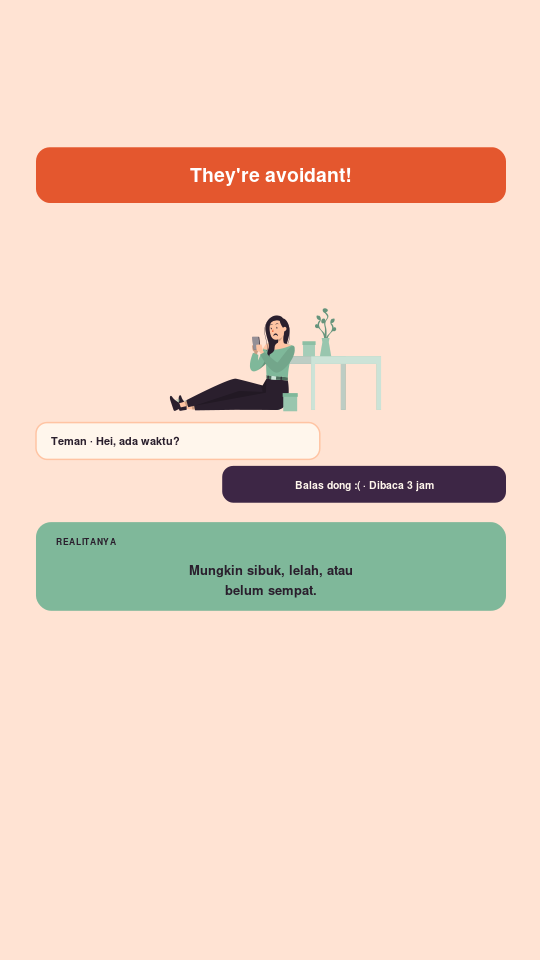 They're avoidant!
Teman · Hei, ada waktu?
Balas dong :( · Dibaca 3 jam
REALITANYA
Mungkin sibuk, lelah, atau
belum sempat.